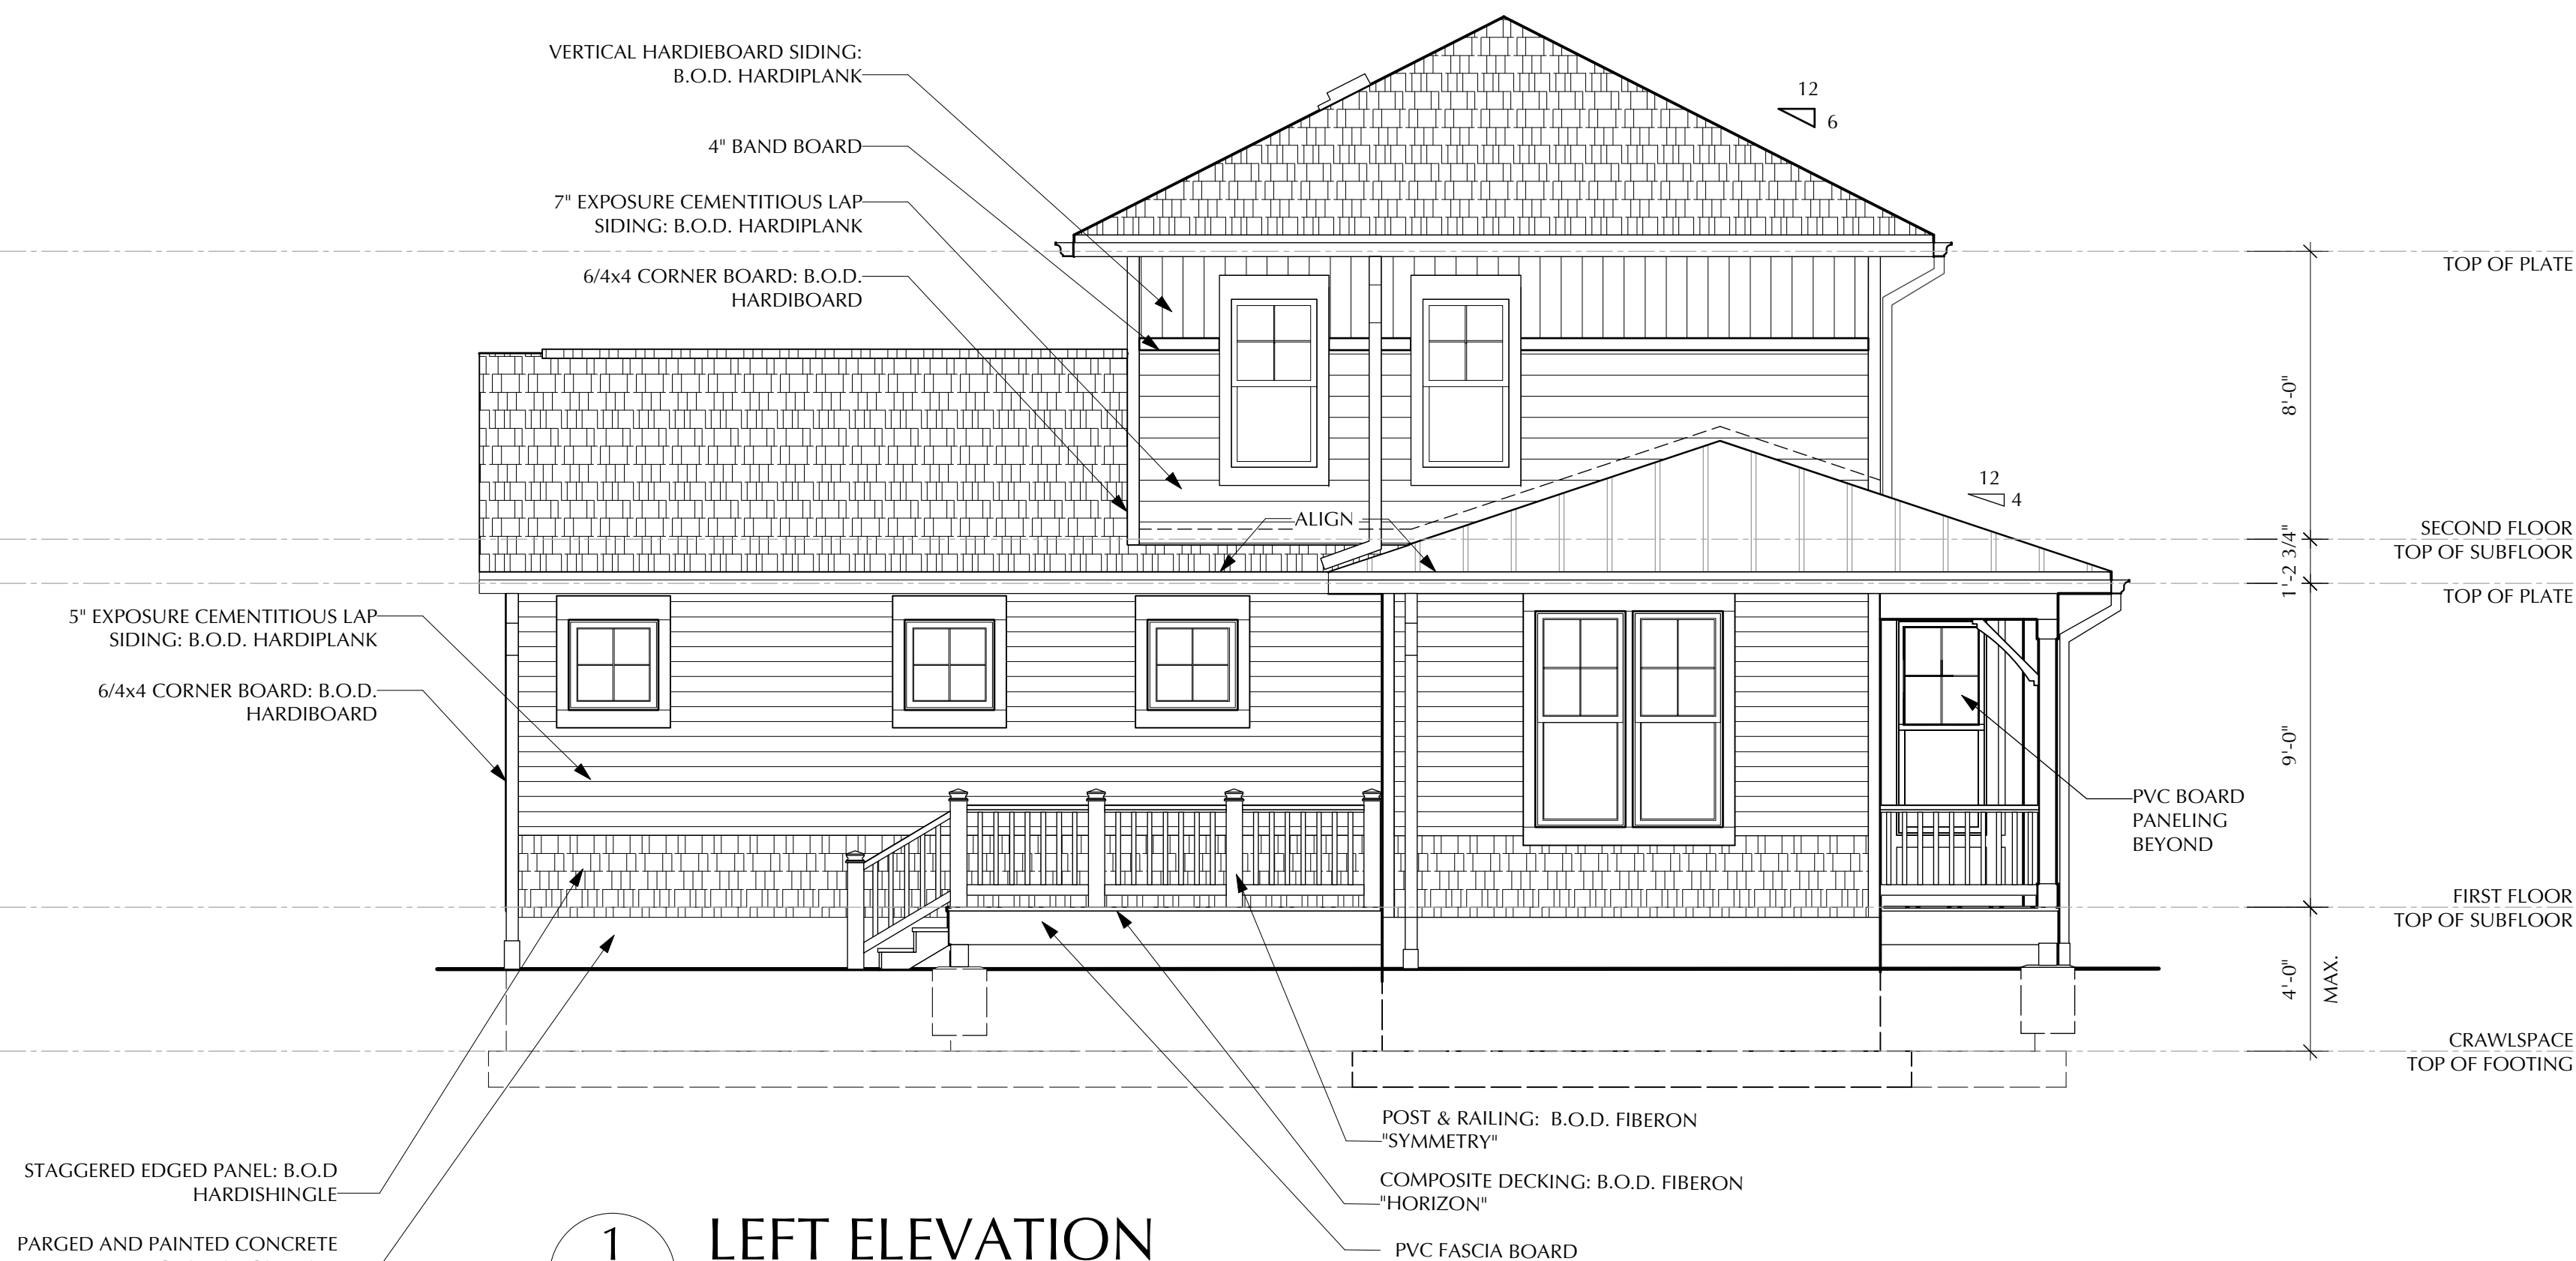 VERTICAL HARDIEBOARD SIDING:
B.O.D. HARDIPLANK
4" BAND BOARD
7" EXPOSURE CEMENTITIOUS LAP
SIDING: B.O.D. HARDIPLANK
6/4x4 CORNER BOARD: B.O.D.
HARDIBOARD
12
6
TOP OF PLATE
8'-0"
12
4
ALIGN
SECOND FLOOR
TOP OF SUBFLOOR
1'-2 3/4"
TOP OF PLATE
5" EXPOSURE CEMENTITIOUS LAP
SIDING: B.O.D. HARDIPLANK
6/4x4 CORNER BOARD: B.O.D.
HARDIBOARD
9'-0"
PVC BOARD
PANELING
BEYOND
FIRST FLOOR
TOP OF SUBFLOOR
4'-0"
MAX.
CRAWLSPACE
TOP OF FOOTING
POST & RAILING: B.O.D. FIBERON
"SYMMETRY"
COMPOSITE DECKING: B.O.D. FIBERON
"HORIZON"
PVC FASCIA BOARD
STAGGERED EDGED PANEL: B.O.D
HARDISHINGLE
PARGED AND PAINTED CONCRETE
1
LEFT ELEVATION